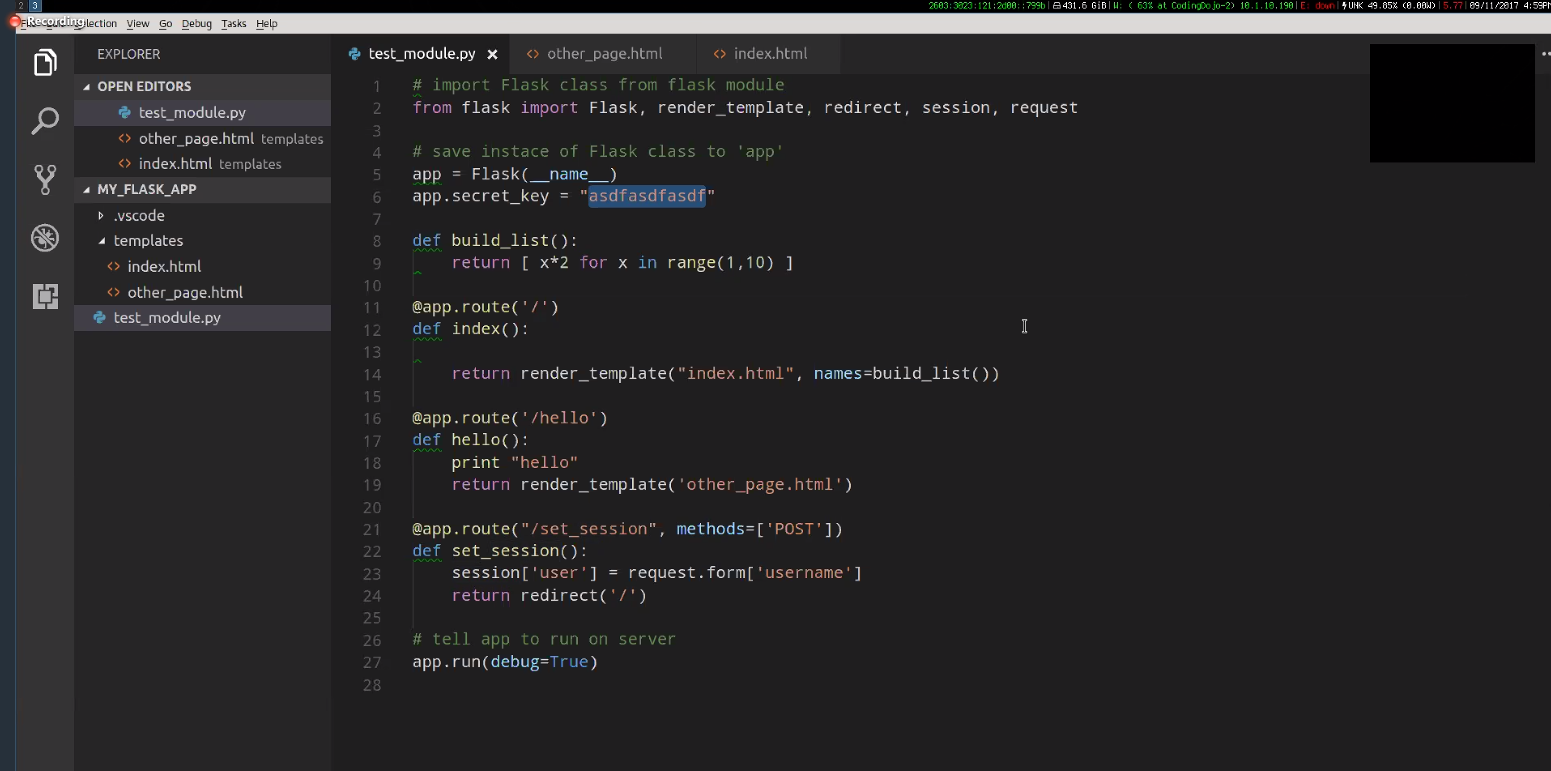 2 3
2603:3023:121:2d00::799b| 431.6 GiB| W: ( 63% at CodingDojo-2) 10.1.10.190| E: down| UNK 49.85% (0.00W)| 5.77| 09/11/2017 4:59PM
Recording
Selection View Go Debug Tasks Help
EXPLORER
OPEN EDITORS
test_module.py
other_page.html templates
index.html templates
MY_FLASK_APP
.vscode
templates
index.html
other_page.html
test_module.py
test_module.py other_page.html index.html
1 # import Flask class from flask module
2 from flask import Flask, render_template, redirect, session, request
3
4 # save instace of Flask class to 'app'
5 app = Flask(__name__)
6 app.secret_key = "asdfasdfasdf"
7
8 def build_list():
9     return [ x*2 for x in range(1,10) ]
10
11 @app.route('/')
12 def index():
13
14     return render_template("index.html", names=build_list())
15
16 @app.route('/hello')
17 def hello():
18     print "hello"
19     return render_template('other_page.html')
20
21 @app.route("/set_session", methods=['POST'])
22 def set_session():
23     session['user'] = request.form['username']
24     return redirect('/')
25
26 # tell app to run on server
27 app.run(debug=True)
28